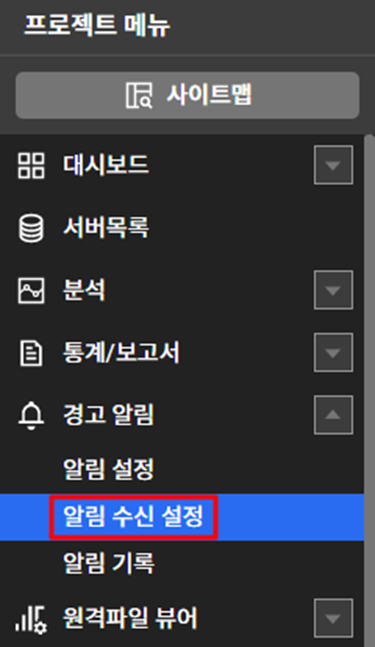 프로젝트 메뉴
사이트맵
대시보드
서버목록
분석
통계/보고서
경고 알림
알림 설정
알림 수신 설정
알림 기록
원격파일 뷰어